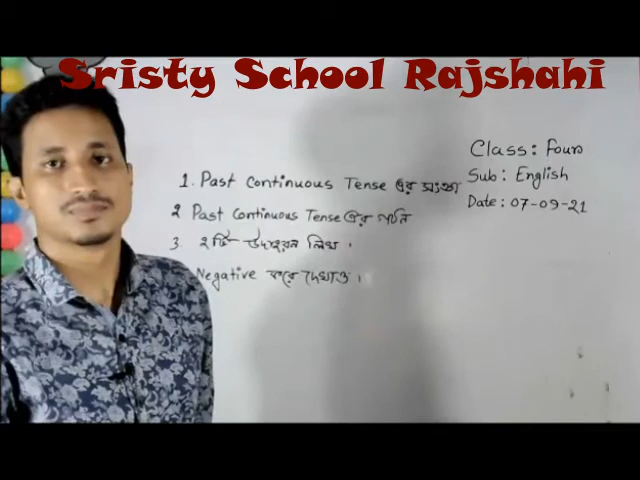 Sristy School Rajshahi
Class: Four
Sub: English
Date: 07-09-21
1. Past Continuous Tense এর সংজ্ঞা
2 Past Continuous Tense এর গঠন
3. ২টি উদাহরন লিখ।
Negative করে দেখাও।